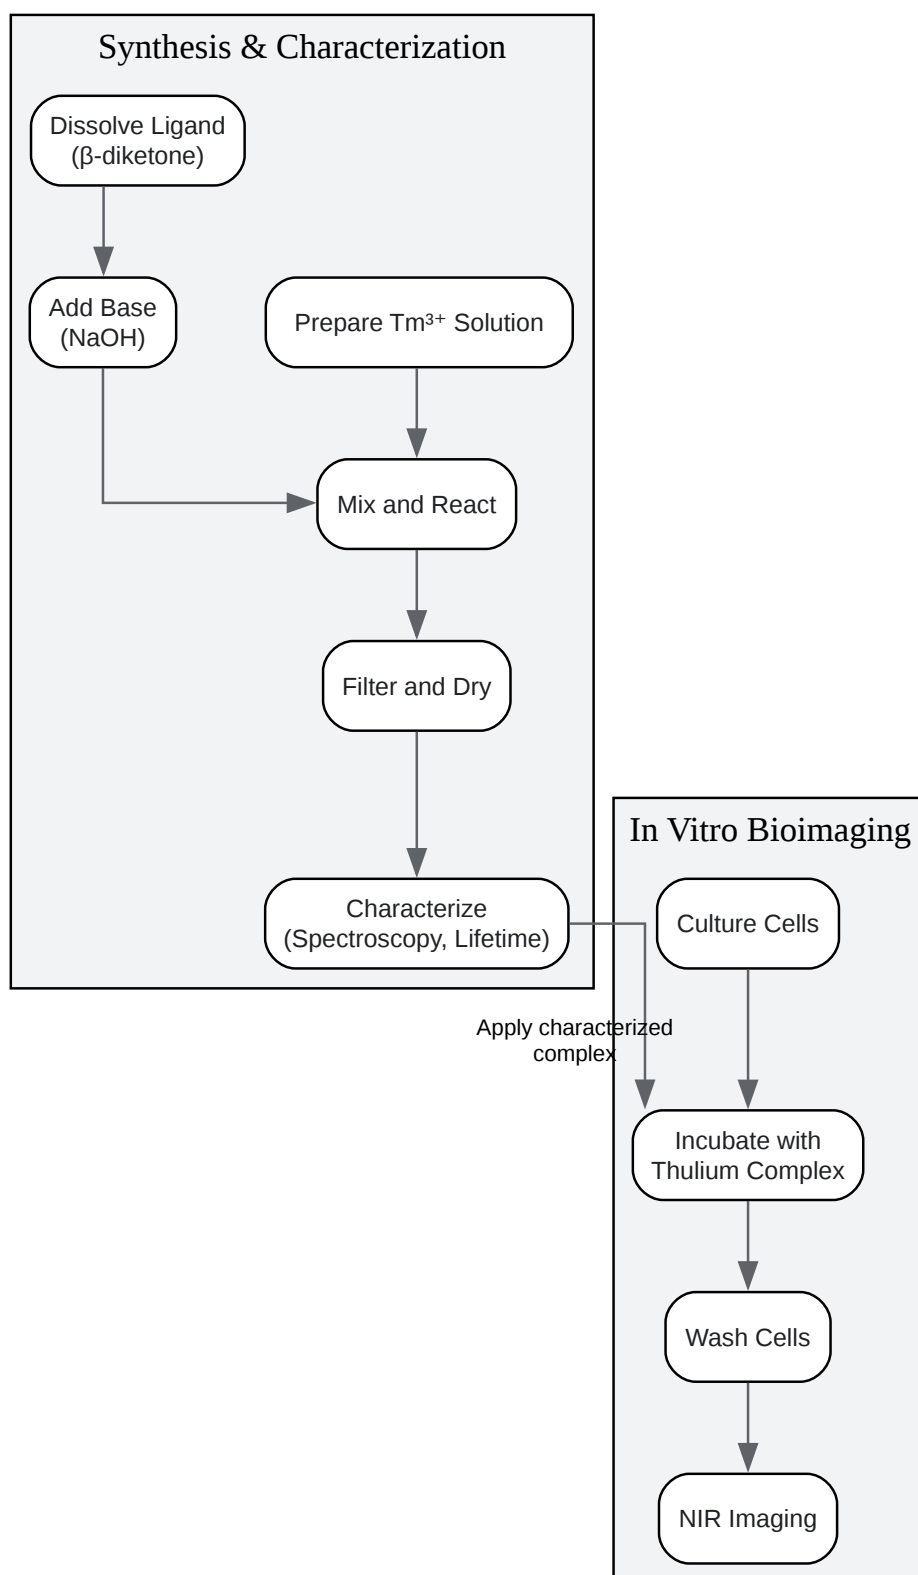 Synthesis & Characterization
Dissolve Ligand
(β-diketone)
Add Base
(NaOH)
Prepare Tm³⁺ Solution
Mix and React
Filter and Dry
Characterize
(Spectroscopy, Lifetime)
Apply characterized
complex
In Vitro Bioimaging
Culture Cells
Incubate with
Thulium Complex
Wash Cells
NIR Imaging